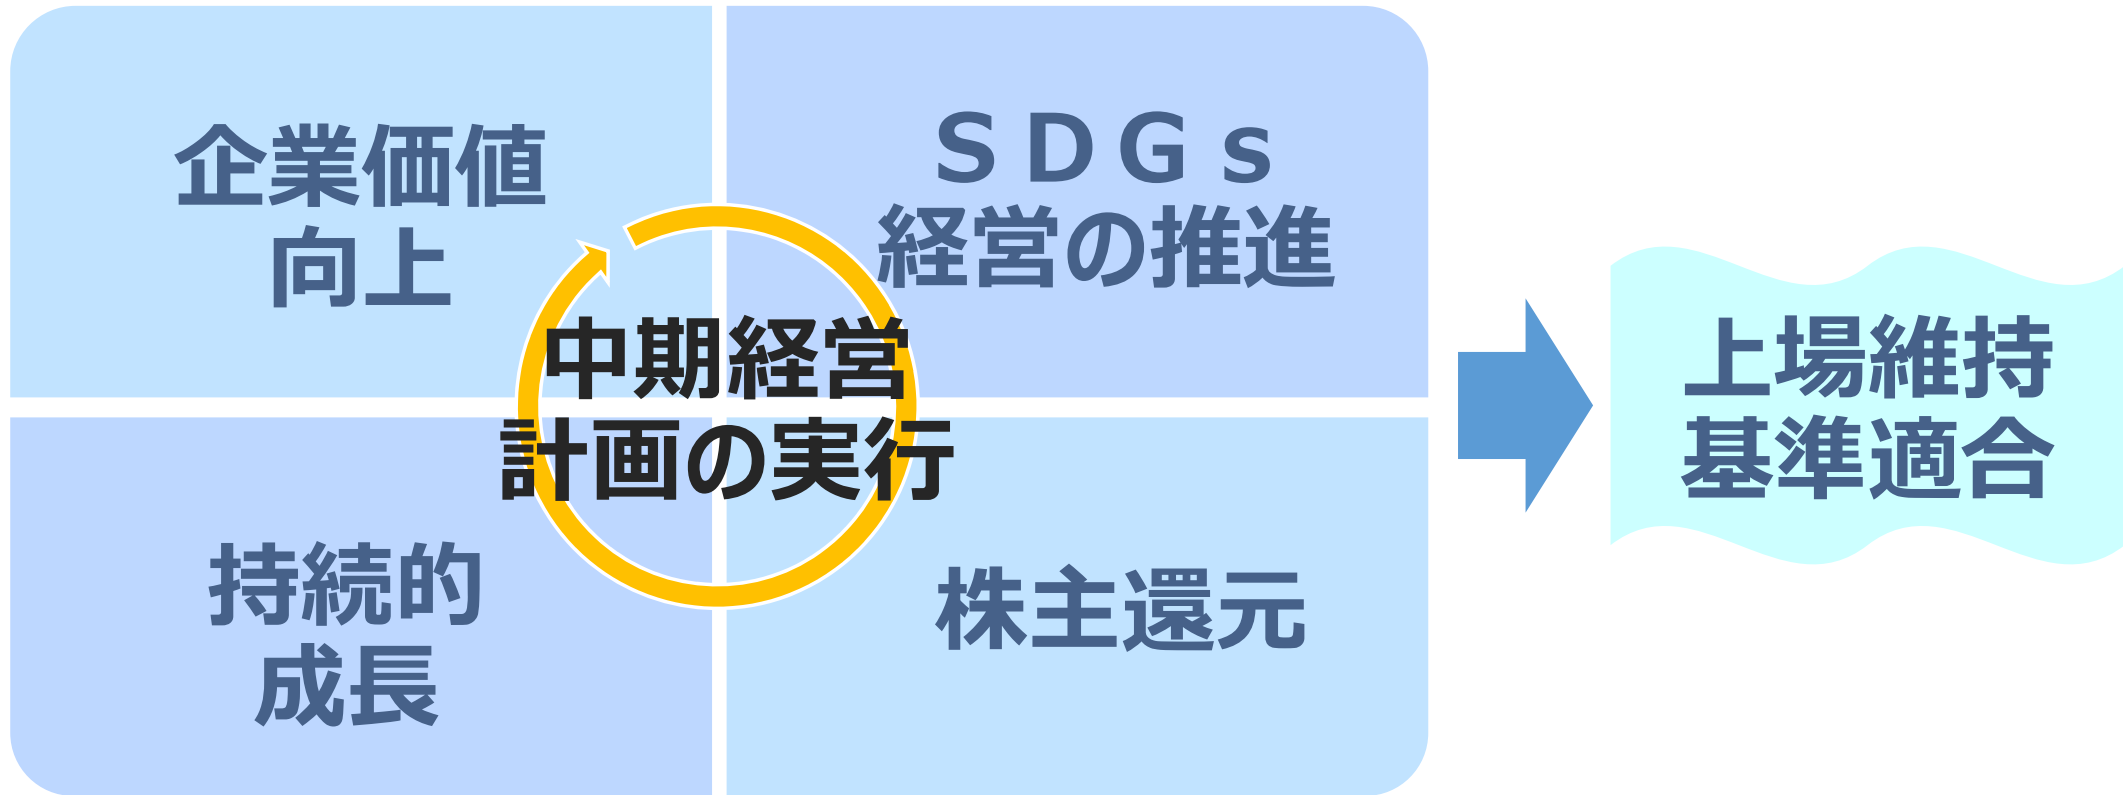 企業価値
向上
ＳＤＧｓ
経営の推進
中期経営
計画の実行
持続的
成長
株主還元
上場維持
基準適合